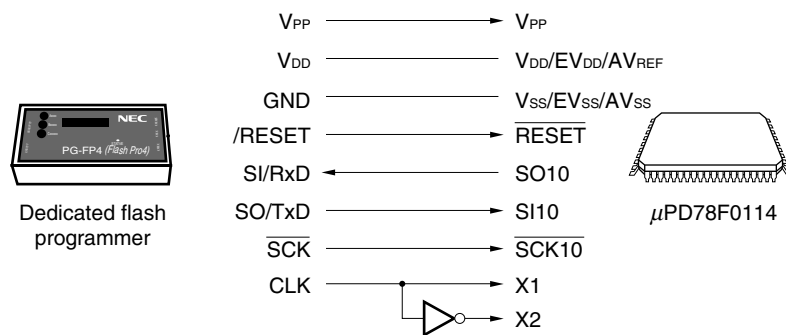 VPP VPP
VDD VDD/EVDD/AVREF
GND VSS/EVSS/AVSS
/RESET RESET
SI/RxD SO10
SO/TxD SI10
SCK SCK10
CLK X1
X2
NEC
PG-FP4 (Flash Pro4)
Dedicated flash
programmer
μPD78F0114